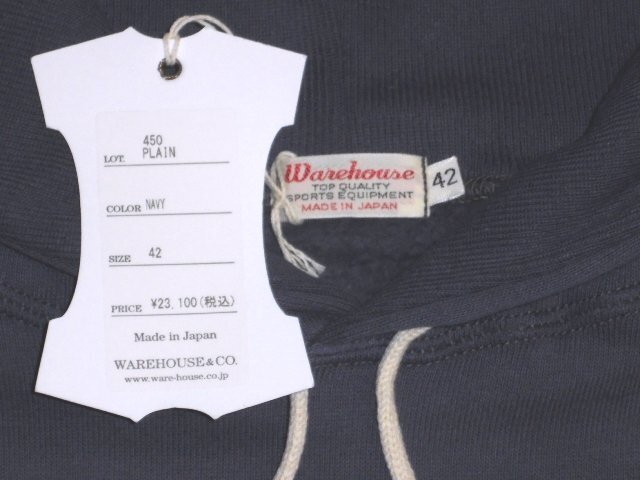 450
LOT. PLAIN
COLOR NAVY
SIZE 42
PRICE ¥23,100(税込)
Made in Japan
WAREHOUSE & CO.
www.ware-house.co.jp
Warehouse
TOP QUALITY
SPORTS EQUIPMENT
MADE IN JAPAN
42